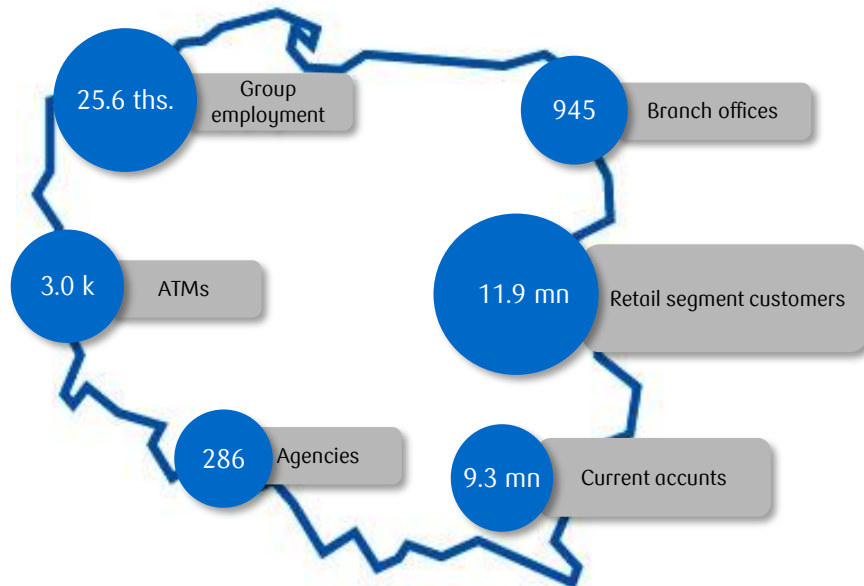 25.6 ths.
Group
employment
945
Branch offices
3.0 k
ATMs
11.9 mn
Retail segment customers
286
Agencies
9.3 mn
Current accunts